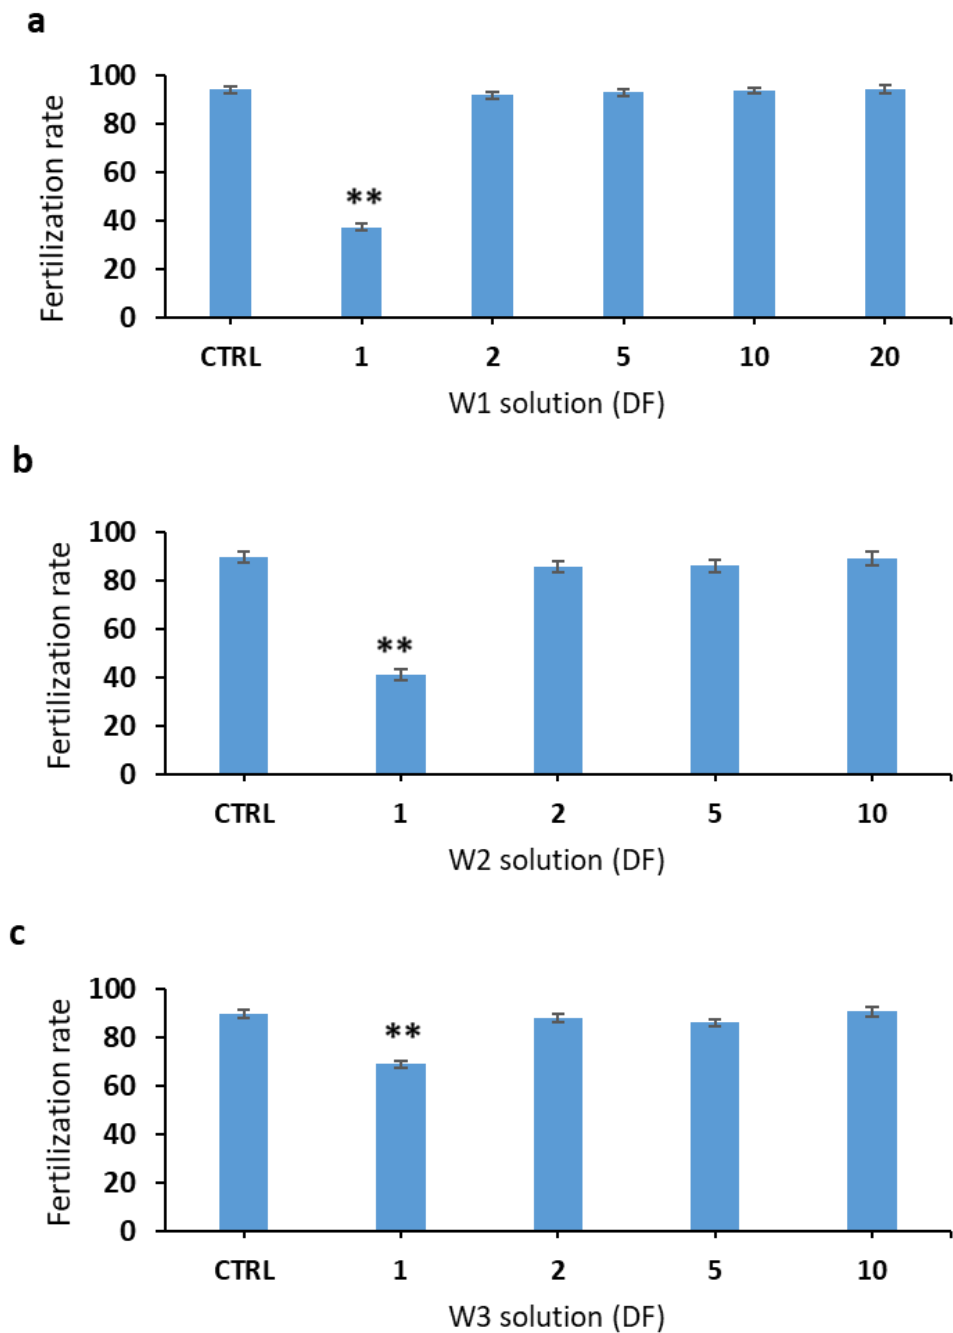 a
Fertilization rate
100
80
60
40
20
0
**
CTRL 1 2 5 10 20
W1 solution (DF)
b
Fertilization rate
100
80
60
40
20
0
**
CTRL 1 2 5 10
W2 solution (DF)
c
Fertilization rate
100
80
60
40
20
0
**
CTRL 1 2 5 10
W3 solution (DF)